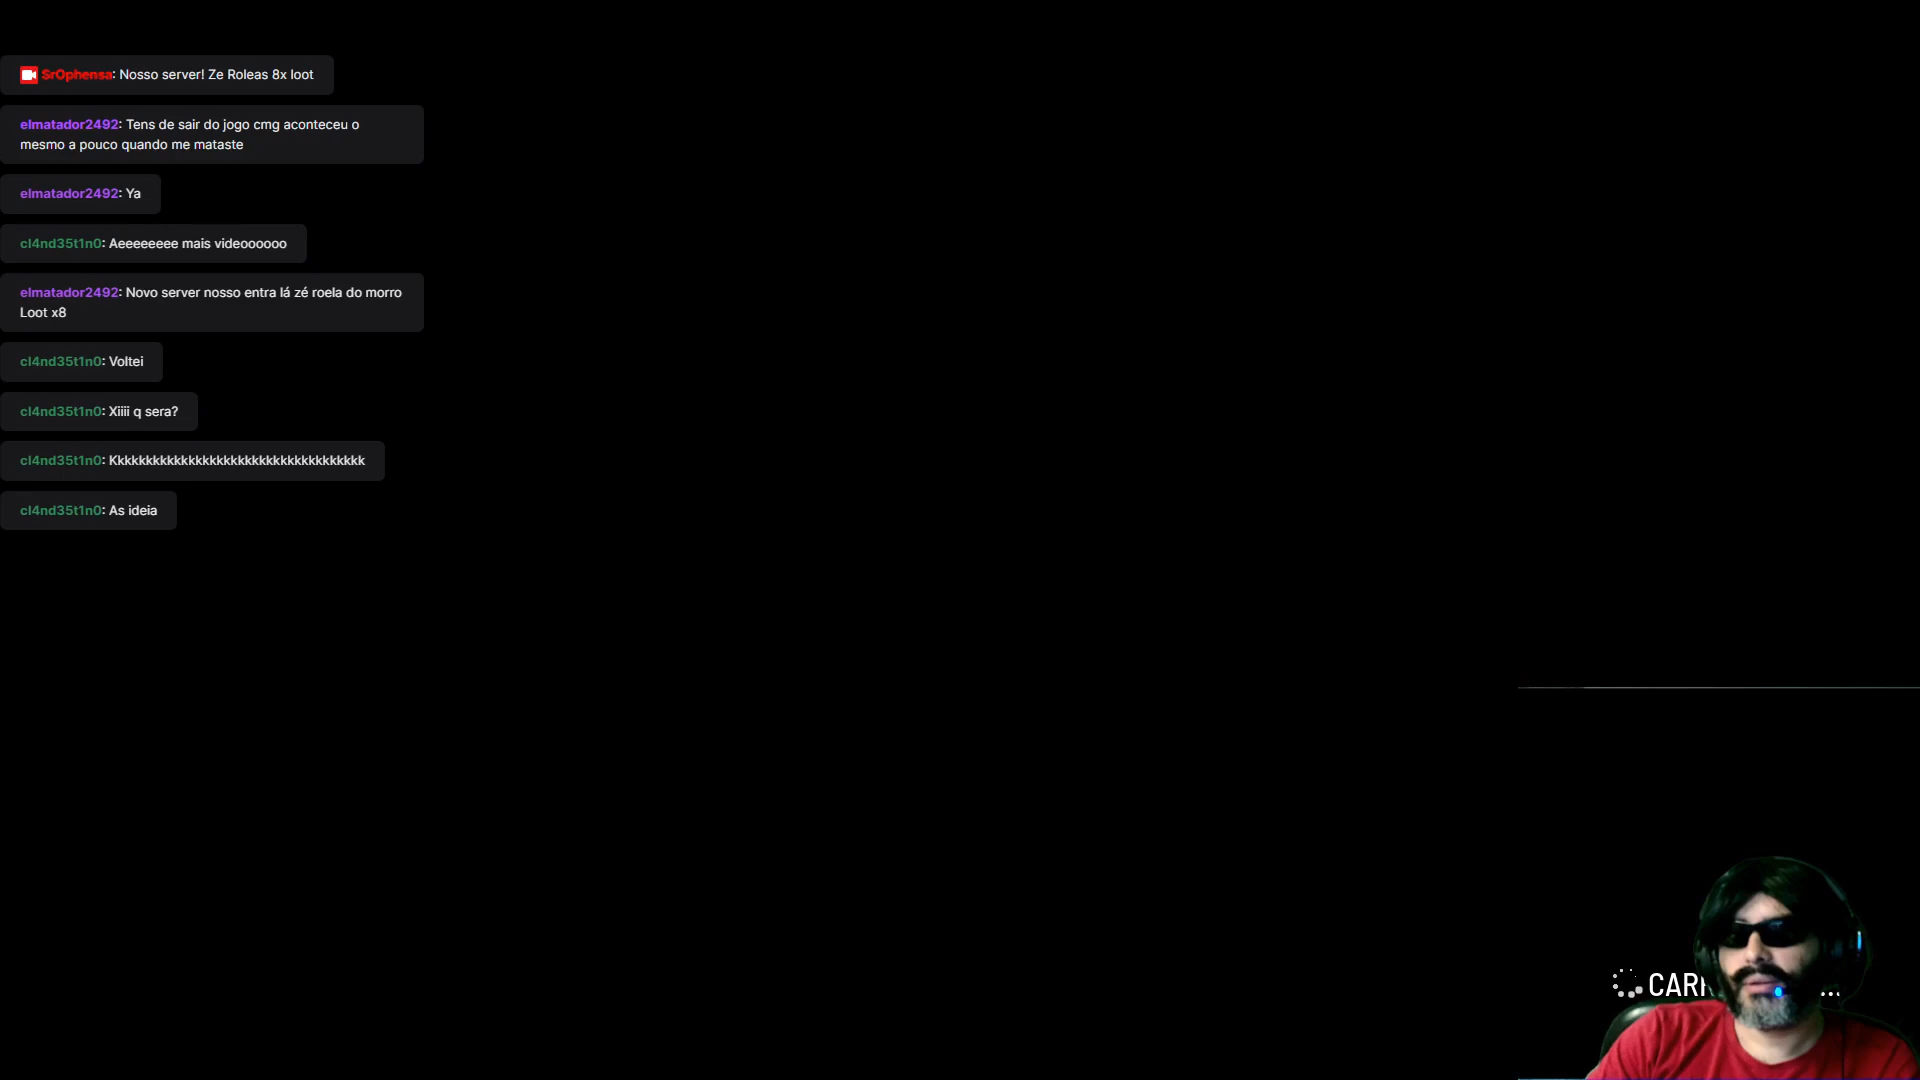 SrOphensa: Nosso server! Ze Roleas 8x loot
elmatador2492: Tens de sair do jogo cmg aconteceu o
mesmo a pouco quando me mataste
elmatador2492: Ya
cl4nd35t1n0: Aeeeeeeee mais videoooooo
elmatador2492: Novo server nosso entra lá zé roela do morro
Loot x8
cl4nd35t1n0: Voltei
cl4nd35t1n0: Xiiii q sera?
cl4nd35t1n0: Kkkkkkkkkkkkkkkkkkkkkkkkkkkkkkkkkkkk
cl4nd35t1n0: As ideia